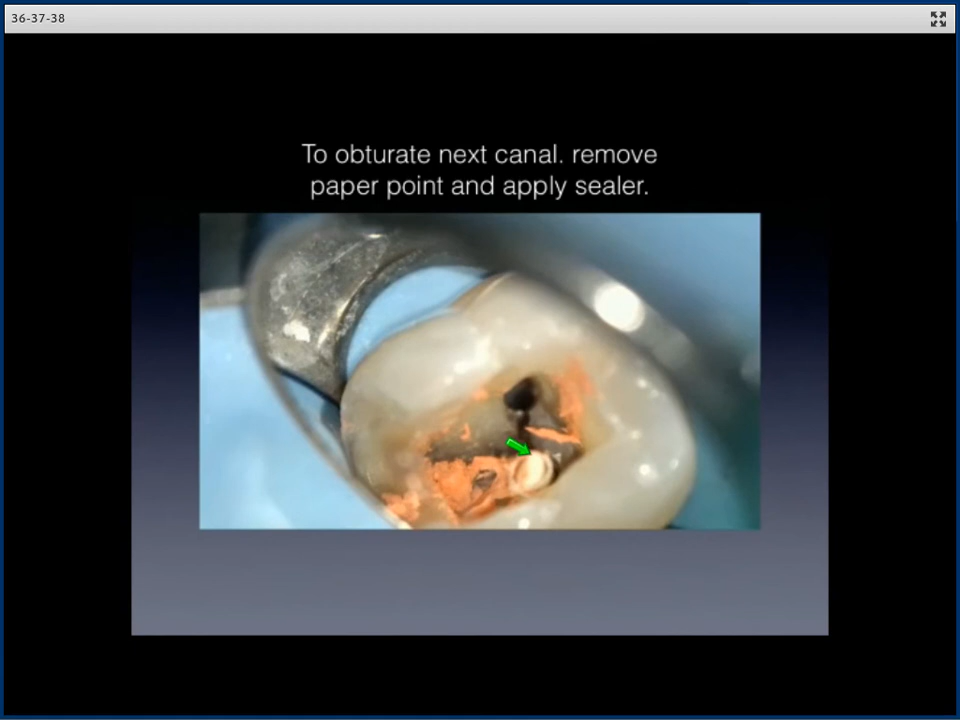 36-37-38
To obturate next canal. remove
paper point and apply sealer.